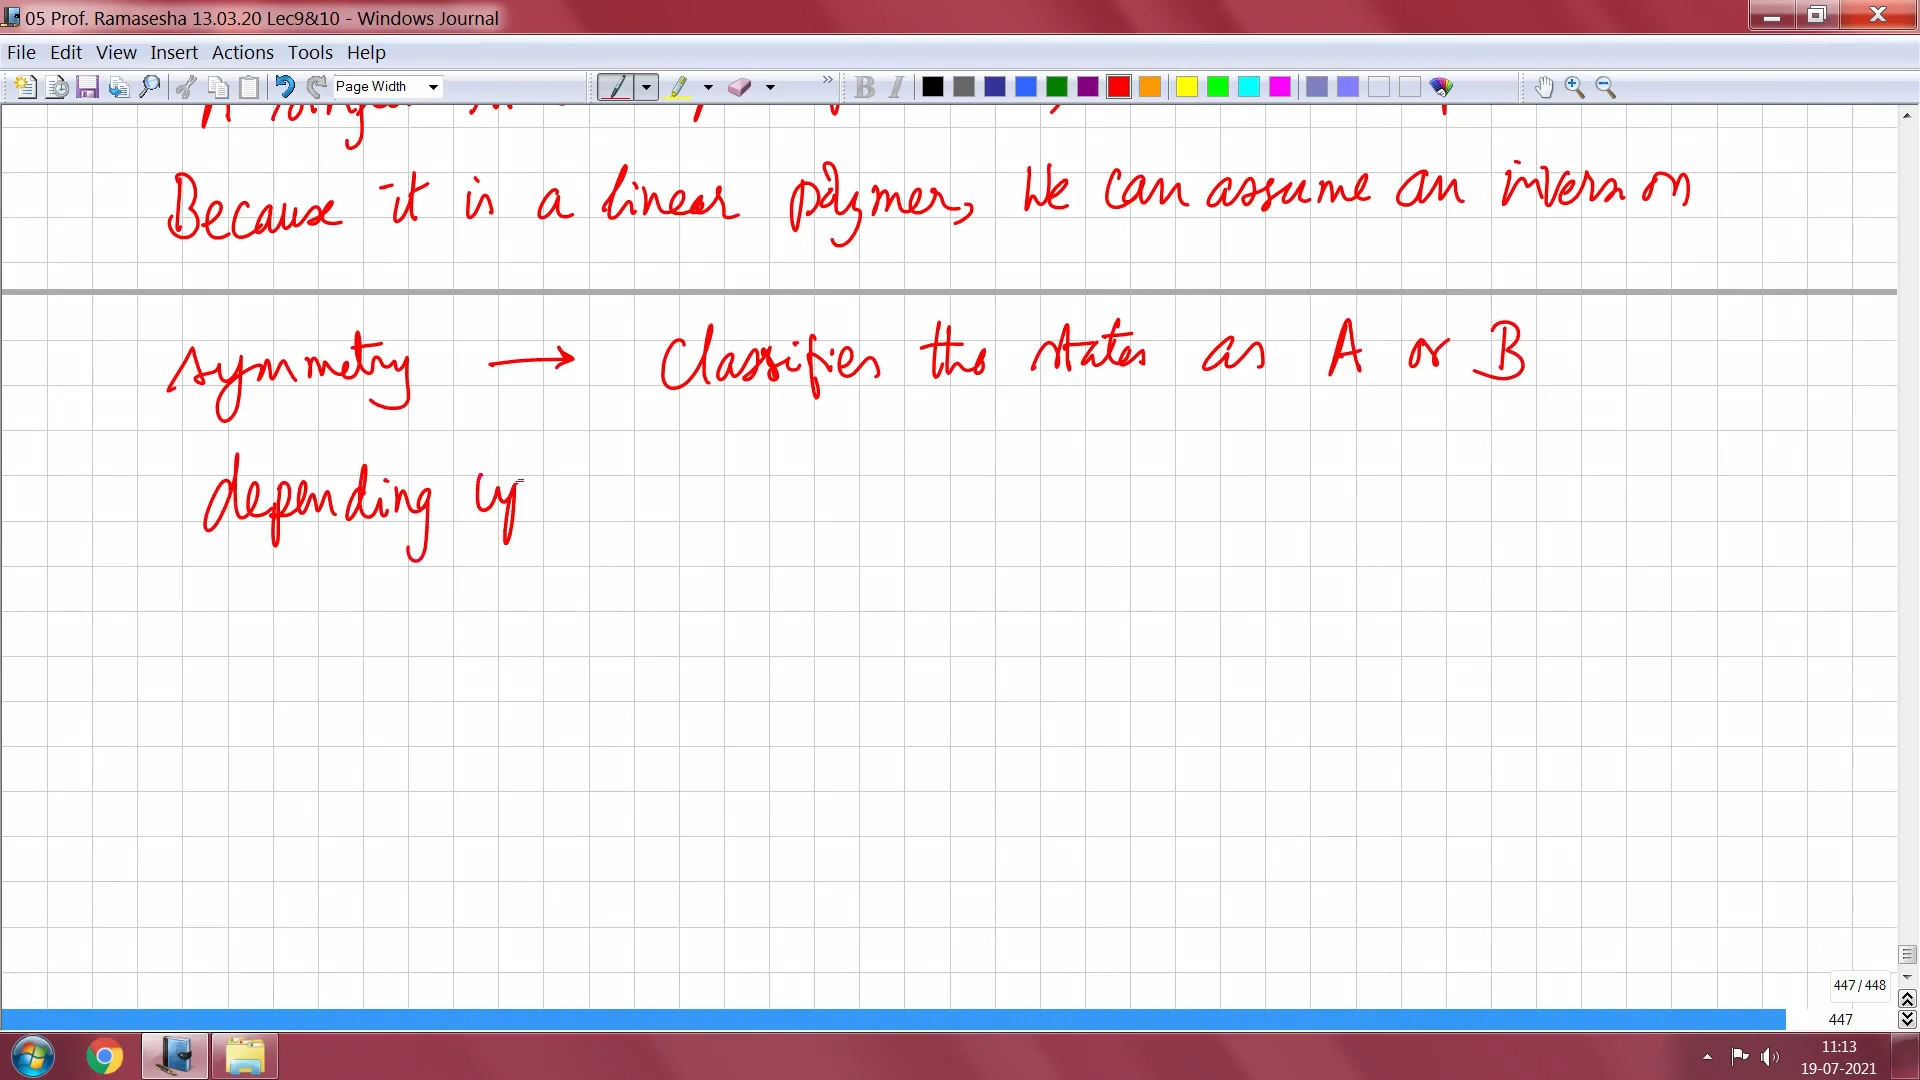 05 Prof. Ramasesha 13.03.20 Lec9&10 - Windows Journal
File Edit View Insert Actions Tools Help
Page Width B I
Because it is a linear polymer, We can assume an inversion
symmetry → Classifies the states as A or B
depending up
447 / 448
447
11:13
19-07-2021